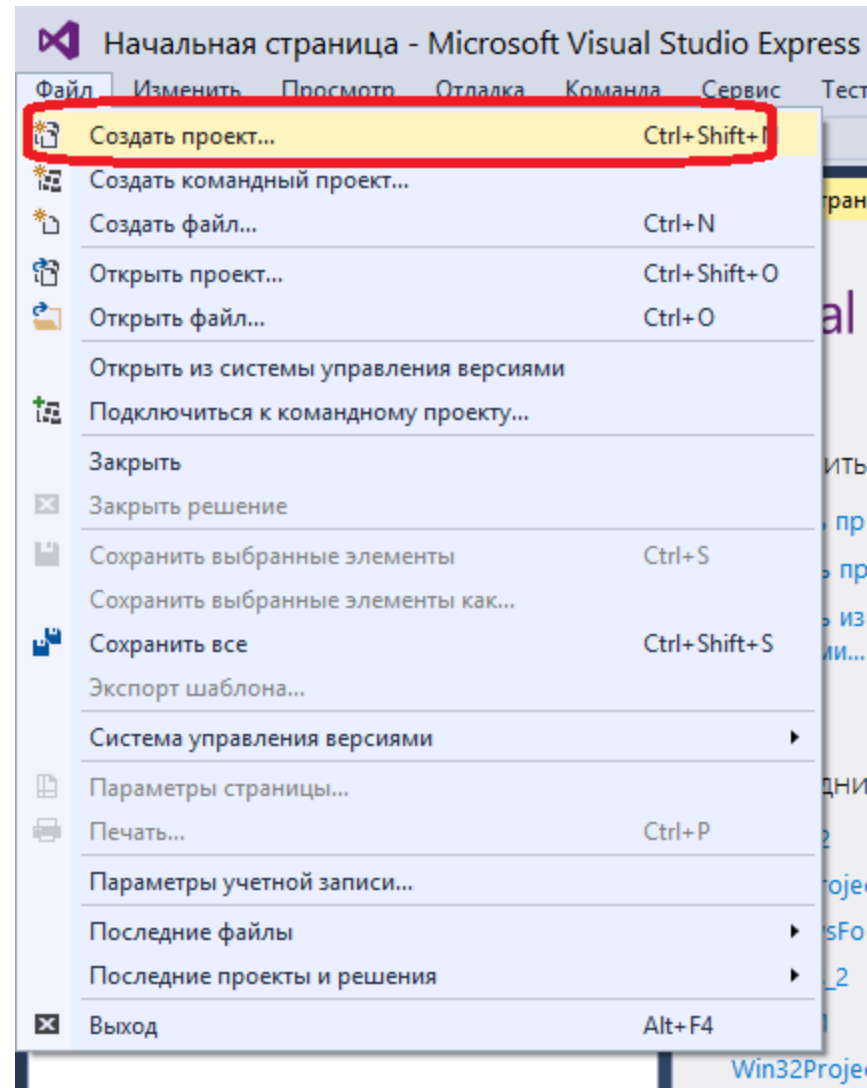 Начальная страница - Microsoft Visual Studio Express
Файл Изменить Просмотр Отладка Команда Сервис Тест
Создать проект... Ctrl+Shift+N
Создать командный проект...
Создать файл... Ctrl+N
Открыть проект... Ctrl+Shift+O
Открыть файл... Ctrl+O
Открыть из системы управления версиями
Подключиться к командному проекту...
Закрыть
Закрыть решение
Сохранить выбранные элементы Ctrl+S
Сохранить выбранные элементы как...
Сохранить все Ctrl+Shift+S
Экспорт шаблона...
Система управления версиями
Параметры страницы...
Печать... Ctrl+P
Параметры учетной записи...
Последние файлы
Последние проекты и решения
Выход Alt+F4